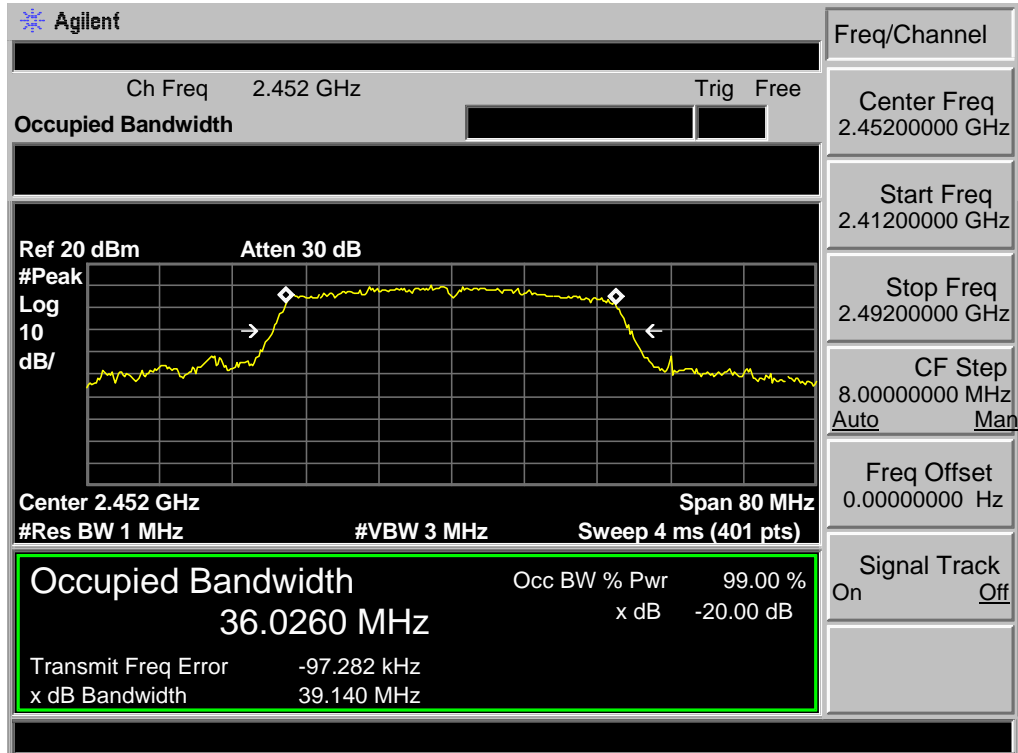 Agilent
Freq/Channel
Ch Freq 2.452 GHz Trig Free
Occupied Bandwidth
Center Freq
2.45200000 GHz
Start Freq
2.41200000 GHz
Stop Freq
2.49200000 GHz
CF Step
8.00000000 MHz
Auto Man
Freq Offset
0.00000000 Hz
Signal Track
On Off
Ref 20 dBm Atten 30 dB
#Peak
Log
10
dB/
Center 2.452 GHz Span 80 MHz
#Res BW 1 MHz #VBW 3 MHz Sweep 4 ms (401 pts)
Occupied Bandwidth Occ BW % Pwr 99.00 %
36.0260 MHz x dB -20.00 dB
Transmit Freq Error -97.282 kHz
x dB Bandwidth 39.140 MHz